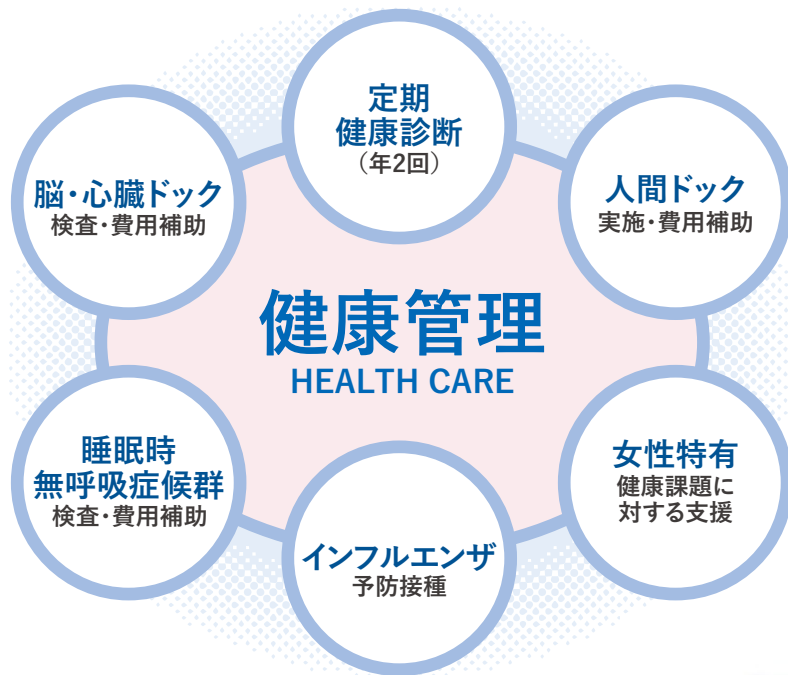 定期
健康診断
（年2回）
脳・心臓ドック
検査・費用補助
人間ドック
実施・費用補助
健康管理
HEALTH CARE
睡眠時
無呼吸症候群
検査・費用補助
女性特有
健康課題に
対する支援
インフルエンザ
予防接種